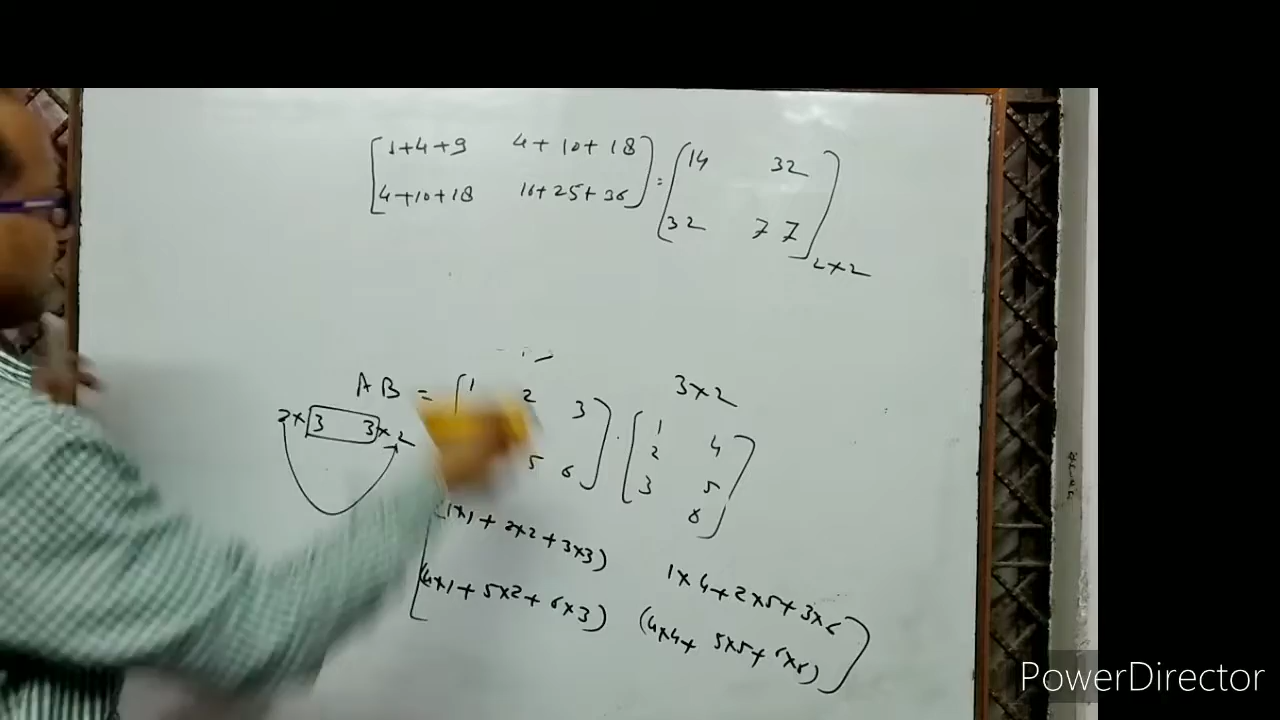 [1+4+9 4+10+18] = [14 32]
[4+10+18 16+25+36] [32 77] 2×2
3×2
AB = [1 2 3] . [1 4]
2×3 3×2
[5 6] [2 5]
[3 6]
[(1×1+2×2+3×3) 1×4+2×5+3×6]
[(4×1+5×2+6×3) (4×4+ 5×5+6×6)]
PowerDirector